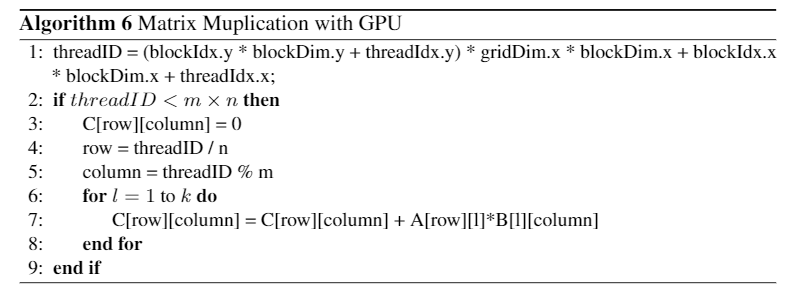 Algorithm 6 Matrix Muplication with GPU
1: threadID = (blockIdx.y * blockDim.y + threadIdx.y) * gridDim.x * blockDim.x + blockIdx.x
* blockDim.x + threadIdx.x;
2: if threadID < m × n then
3: C[row][column] = 0
4: row = threadID / n
5: column = threadID % m
6: for l = 1 to k do
7: C[row][column] = C[row][column] + A[row][l]*B[l][column]
8: end for
9: end if